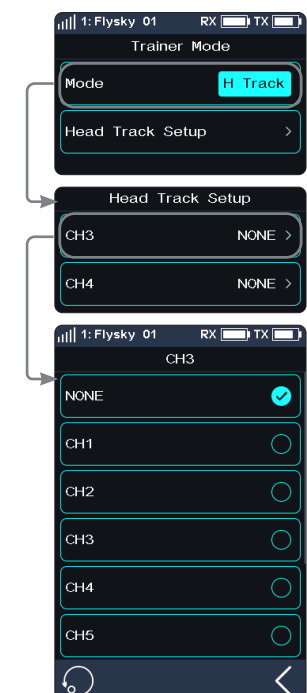 1: Flysky 01 RX TX
Trainer Mode
Mode H Track
Head Track Setup >
Head Track Setup
CH3 NONE >
CH4 NONE >
1: Flysky 01 RX TX
CH3
NONE
CH1
CH2
CH3
CH4
CH5